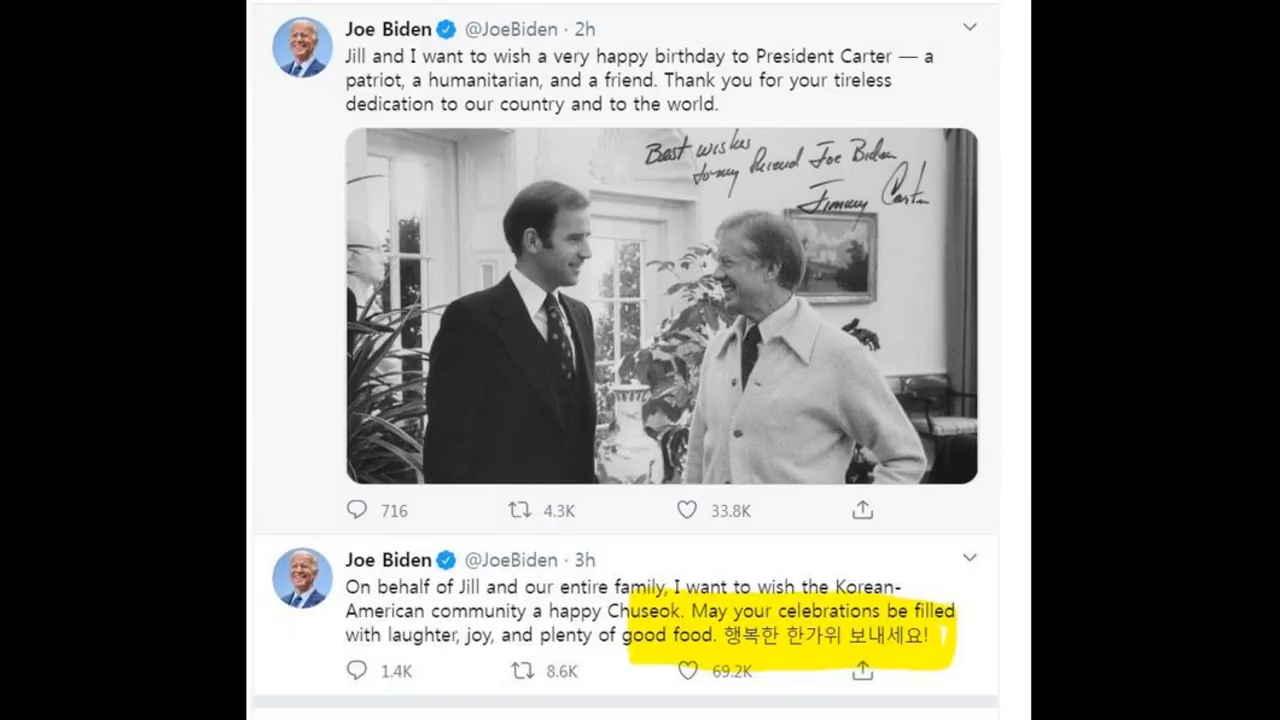 Joe Biden @JoeBiden · 2h
Jill and I want to wish a very happy birthday to President Carter — a
patriot, a humanitarian, and a friend. Thank you for your tireless
dedication to our country and to the world.
Best wishes
to my friend Joe Biden
Jimmy Carter
716 4.3K 33.8K
Joe Biden @JoeBiden · 3h
On behalf of Jill and our entire family, I want to wish the Korean-
American community a happy Chuseok. May your celebrations be filled
with laughter, joy, and plenty of good food. 행복한 한가위 보내세요!
1.4K 8.6K 69.2K